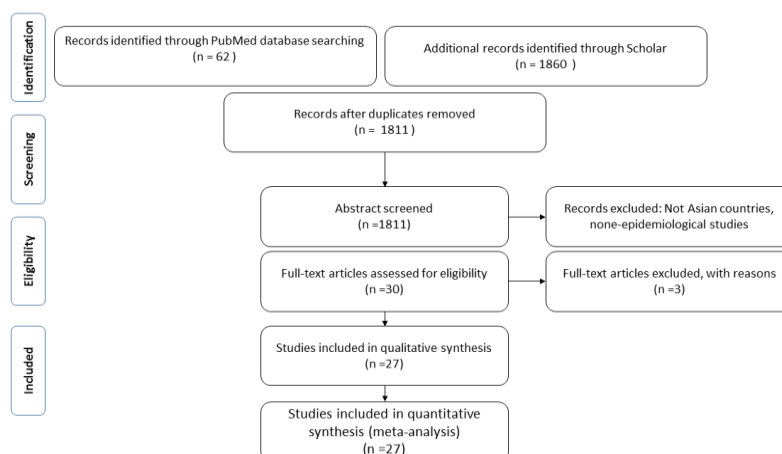 Identification
Records identified through PubMed database searching
(n = 62 )
Additional records identified through Scholar
(n = 1860 )
Records after duplicates removed
(n = 1811 )
Screening
Abstract screened
(n =1811)
Records excluded: Not Asian countries,
none-epidemiological studies
Eligibility
Full-text articles assessed for eligibility
(n =30)
Full-text articles excluded, with reasons
(n =3)
Included
Studies included in qualitative synthesis
(n =27)
Studies included in quantitative
synthesis (meta-analysis)
(n =27)